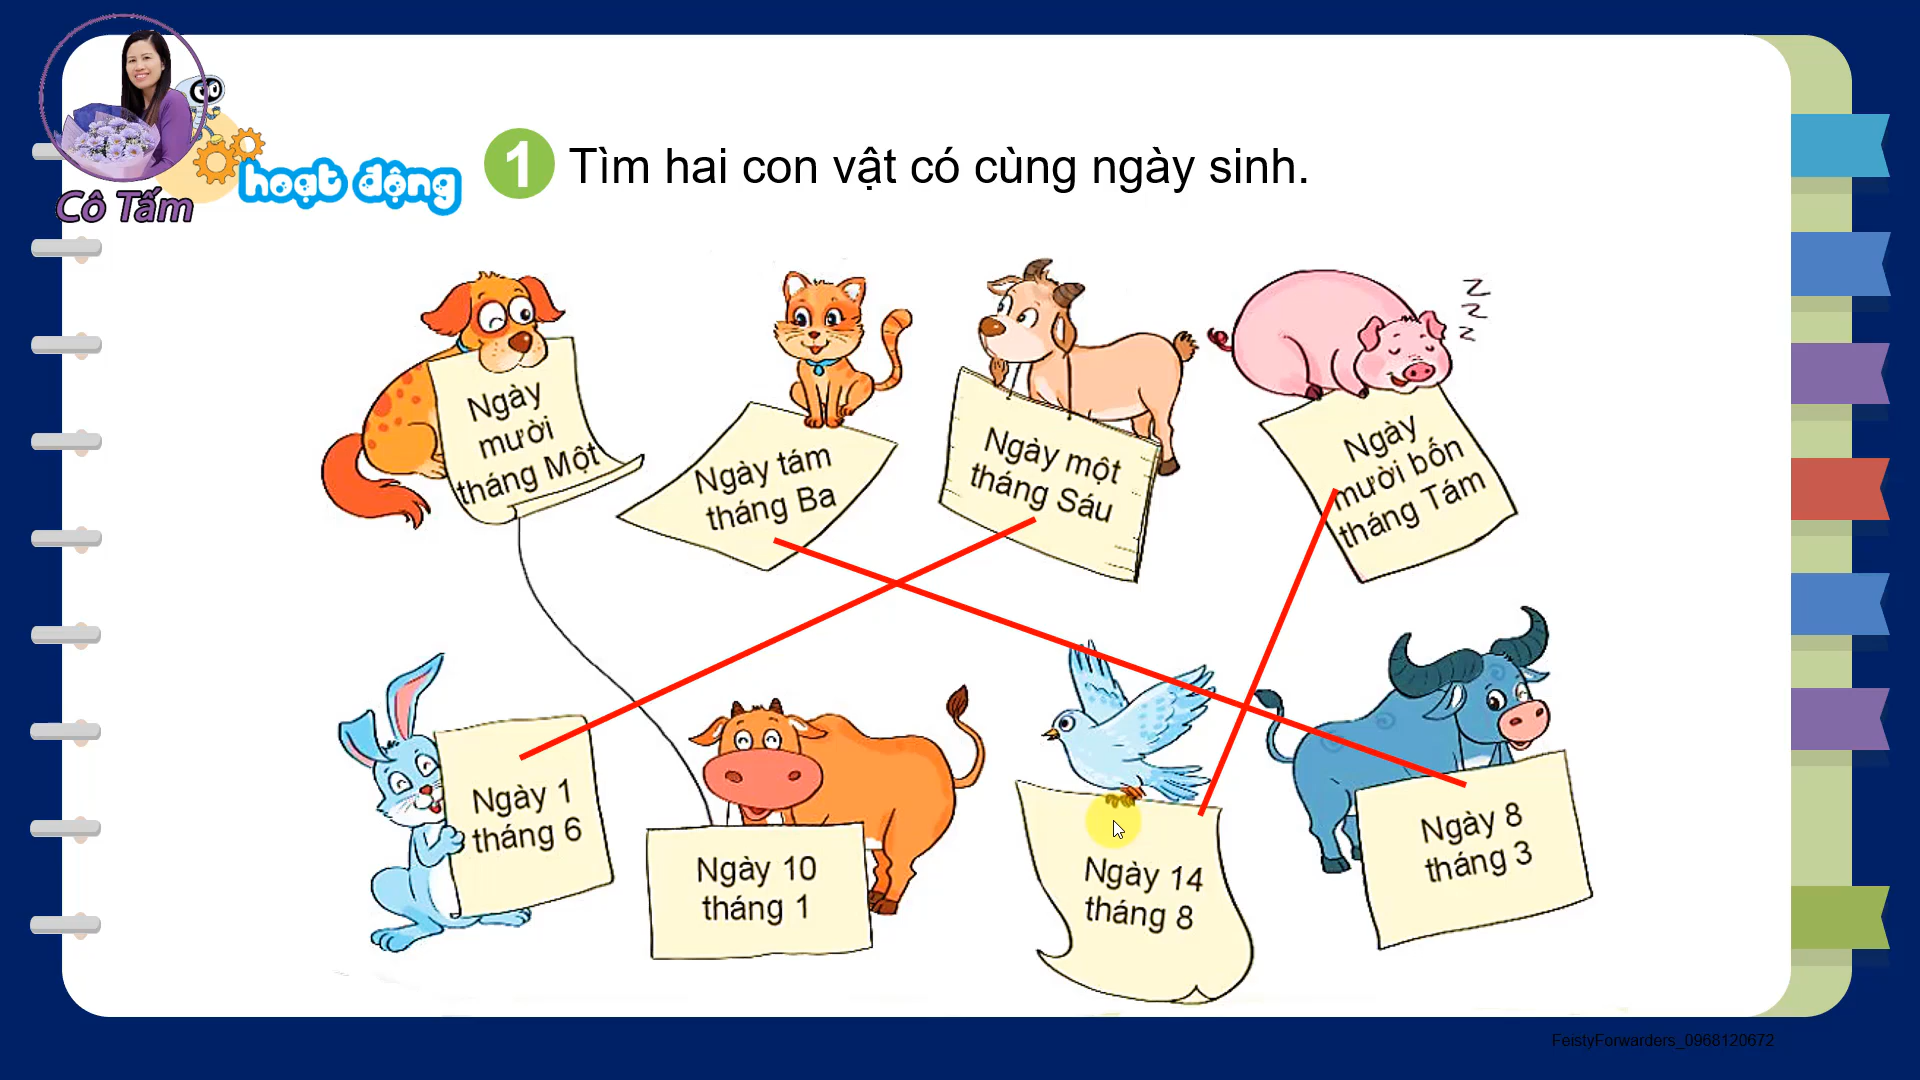 Cô Tấm
hoạt động
1 Tìm hai con vật có cùng ngày sinh.
Ngày
mười
tháng Một
Ngày tám
tháng Ba
Ngày một
tháng Sáu
z
z
z
Ngày
mười bốn
tháng Tám
Ngày 1
tháng 6
Ngày 10
tháng 1
Ngày 14
tháng 8
Ngày 8
tháng 3
FeistyForwarders_0968120672